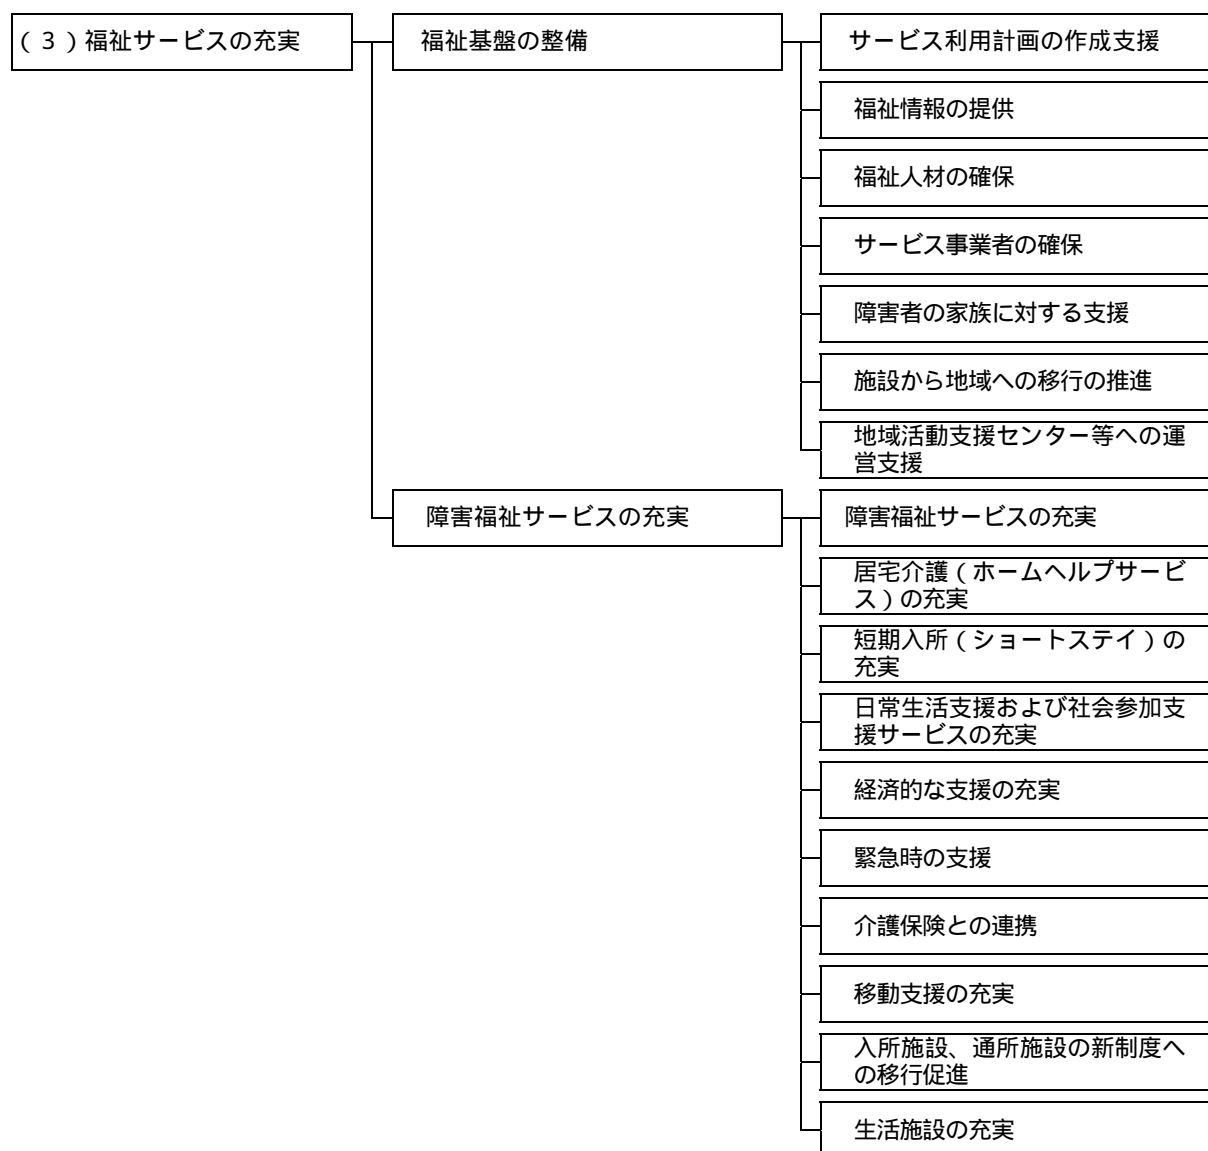 （３）福祉サービスの充実
福祉基盤の整備
サービス利用計画の作成支援
福祉情報の提供
福祉人材の確保
サービス事業者の確保
障害者の家族に対する支援
施設から地域への移行の推進
地域活動支援センター等への運
営支援
障害福祉サービスの充実
障害福祉サービスの充実
居宅介護（ホームヘルプサービ
ス）の充実
短期入所（ショートステイ）の
充実
日常生活支援および社会参加支
援サービスの充実
経済的な支援の充実
緊急時の支援
介護保険との連携
移動支援の充実
入所施設、通所施設の新制度へ
の移行促進
生活施設の充実